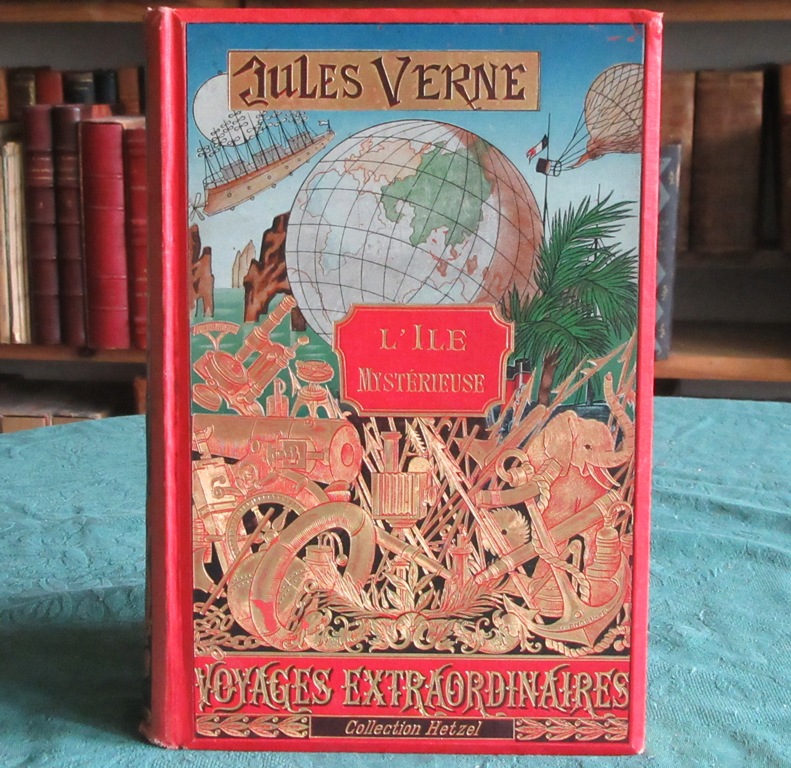 JULES VERNE
L'ILE
MYSTÉRIEUSE
VOYAGES EXTRAORDINAIRES
Collection Hetzel